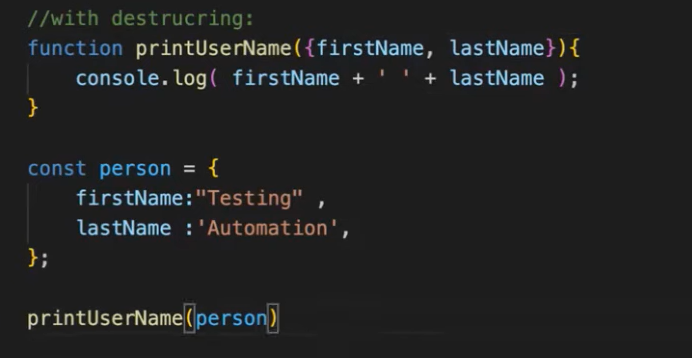 //with destrucring:
function printUserName({firstName, lastName}){
    console.log( firstName + ' ' + lastName );
}
const person = {
    firstName:"Testing" ,
    lastName :'Automation',
};
printUserName(person)